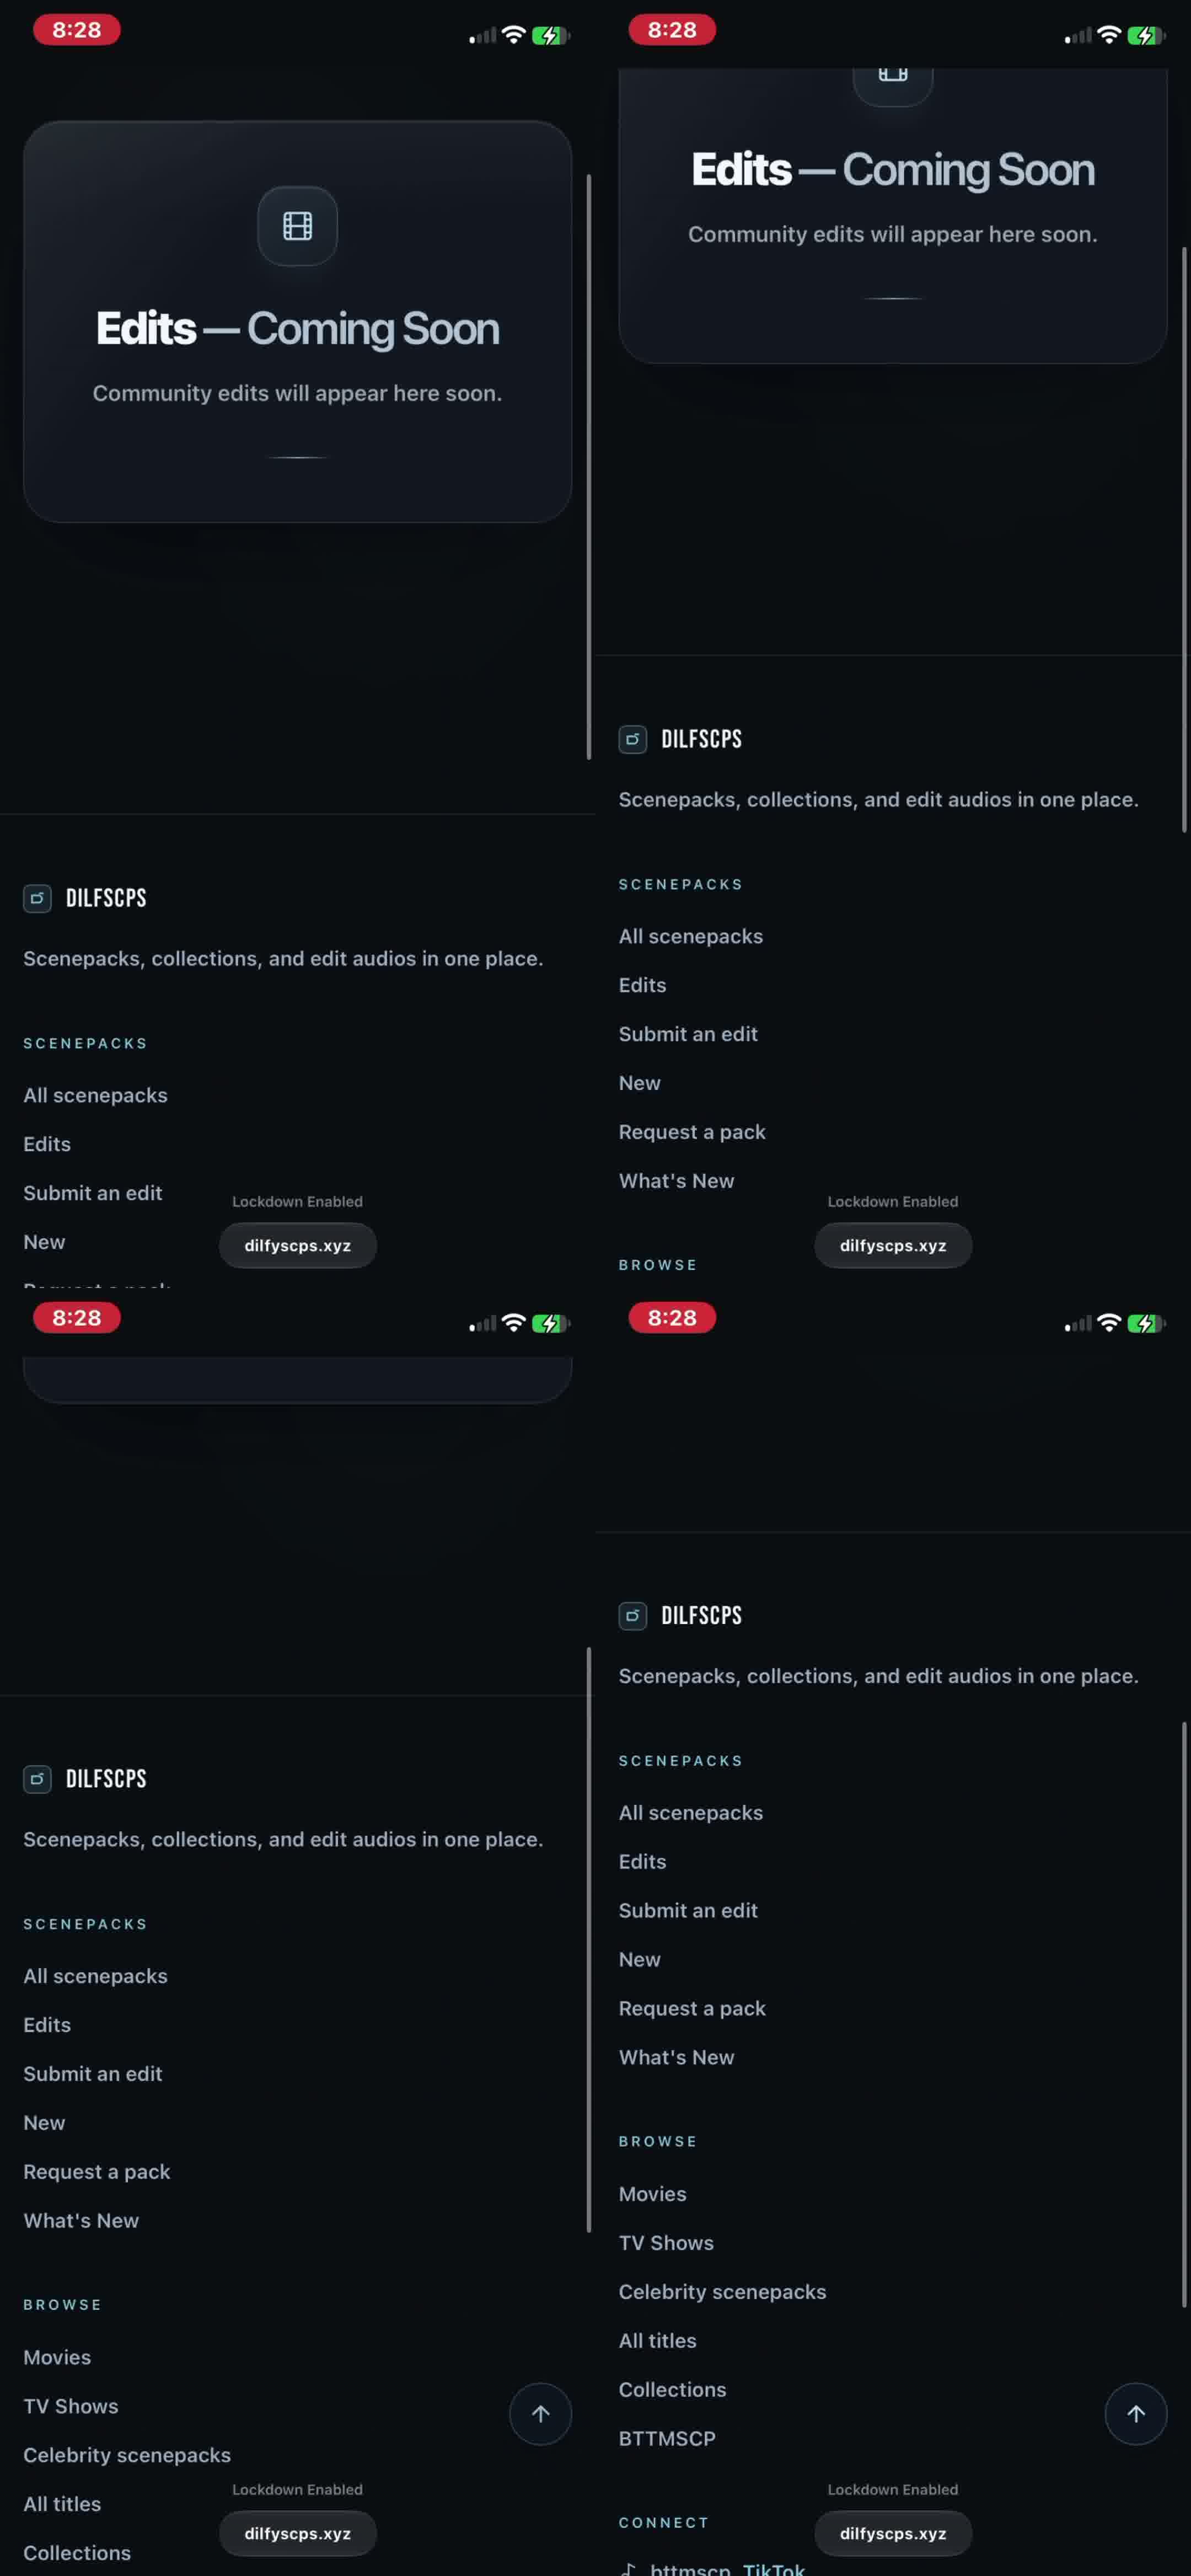 8:28
Edits — Coming Soon
Community edits will appear here soon.
DILFSCPS
Scenepacks, collections, and edit audios in one place.
SCENEPACKS
All scenepacks
Edits
Submit an edit
New
Request a pack
Lockdown Enabled
dilfyscps.xyz
8:28
Edits — Coming Soon
Community edits will appear here soon.
DILFSCPS
Scenepacks, collections, and edit audios in one place.
SCENEPACKS
All scenepacks
Edits
Submit an edit
New
Request a pack
What's New
BROWSE
Lockdown Enabled
dilfyscps.xyz
8:28
DILFSCPS
Scenepacks, collections, and edit audios in one place.
SCENEPACKS
All scenepacks
Edits
Submit an edit
New
Request a pack
What's New
BROWSE
Movies
TV Shows
Celebrity scenepacks
All titles
Collections
Lockdown Enabled
dilfyscps.xyz
8:28
DILFSCPS
Scenepacks, collections, and edit audios in one place.
SCENEPACKS
All scenepacks
Edits
Submit an edit
New
Request a pack
What's New
BROWSE
Movies
TV Shows
Celebrity scenepacks
All titles
Collections
BTTMSCP
CONNECT
bttmscp TikTok
Lockdown Enabled
dilfyscps.xyz